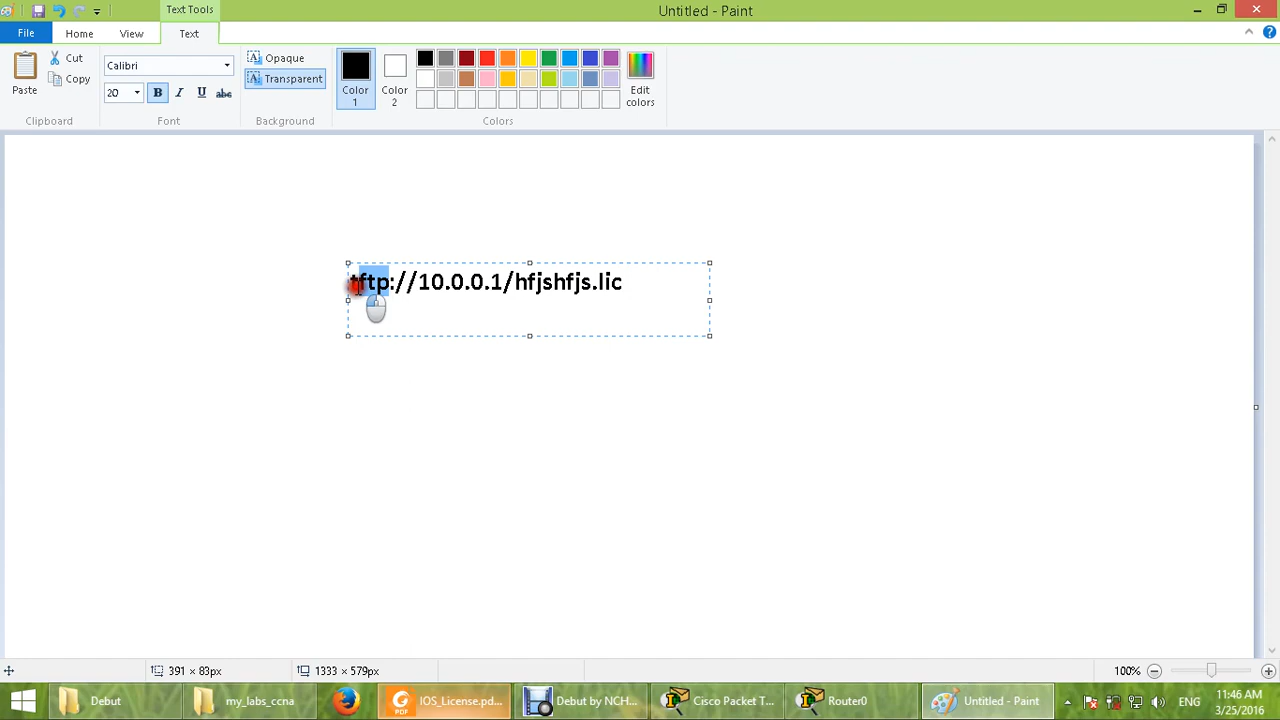 Text Tools
Untitled - Paint
File
Home
View
Text
Paste
Cut
Copy
Clipboard
Calibri
20
B
I
U
abc
Font
Opaque
Transparent
Background
Color 1
Color 2
Edit colors
Colors
tftp://10.0.0.1/hfjshfjs.lic
391 × 83px
1333 × 579px
100%
Debut
my_labs_ccna
PDF
IOS_License.pd...
Debut by NCH...
Cisco Packet T...
Router0
Untitled - Paint
ENG
11:46 AM
3/25/2016